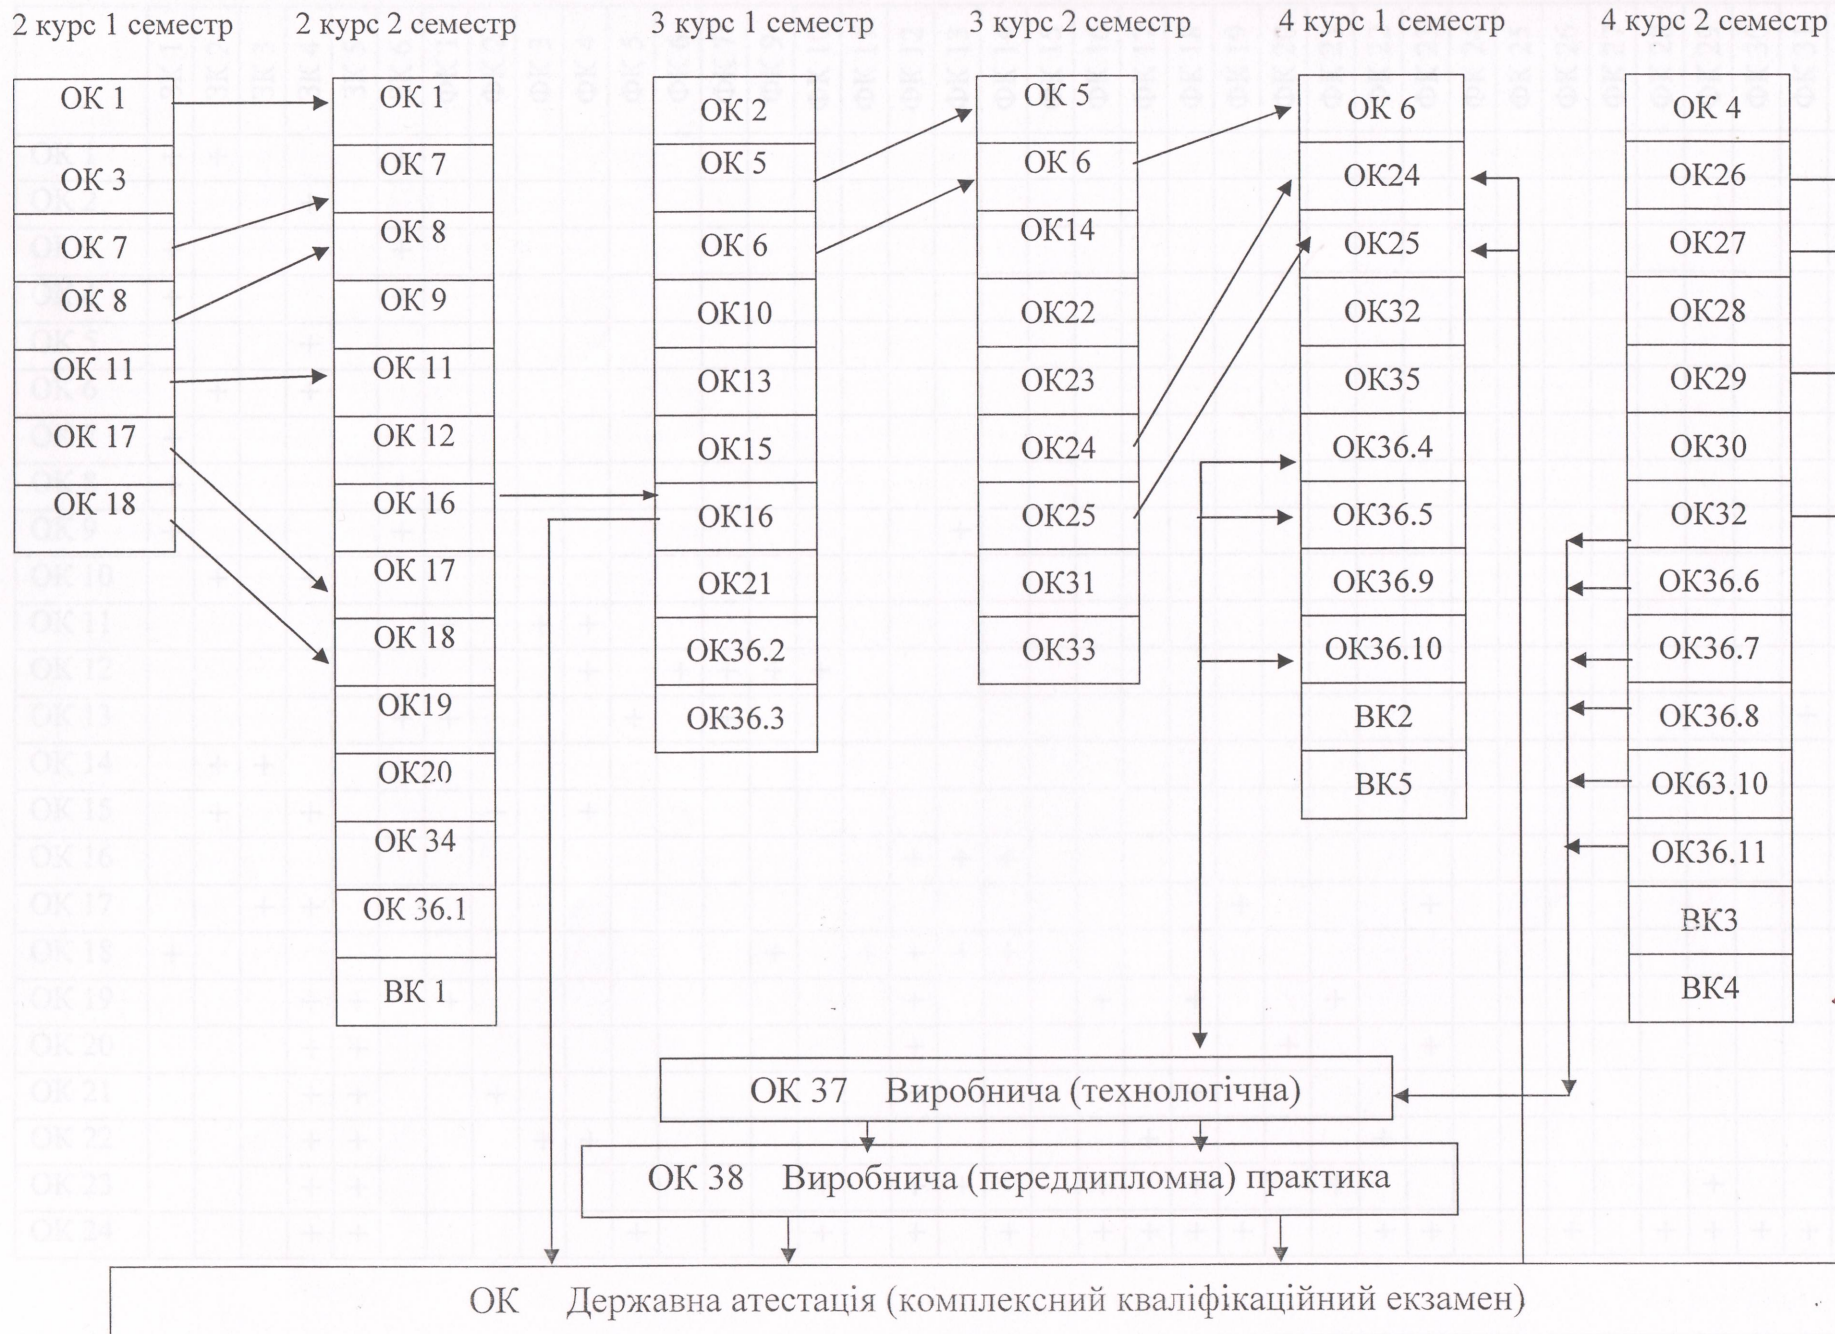 2 курс 1 семестр
2 курс 2 семестр
3 курс 1 семестр
3 курс 2 семестр
4 курс 1 семестр
4 курс 2 семестр
ОК 1
ОК 3
ОК 7
ОК 8
ОК 11
ОК 17
ОК 18
ОК 1
ОК 7
ОК 8
ОК 9
ОК 11
ОК 12
ОК 16
ОК 17
ОК 18
ОК19
ОК20
ОК 34
ОК 36.1
ВК 1
ОК 2
ОК 5
ОК 6
ОК10
ОК13
ОК15
ОК16
ОК21
ОК36.2
ОК36.3
ОК 5
ОК 6
ОК14
ОК22
ОК23
ОК24
ОК25
ОК31
ОК33
ОК 6
ОК24
ОК25
ОК32
ОК35
ОК36.4
ОК36.5
ОК36.9
ОК36.10
ВК2
ВК5
ОК 4
ОК26
ОК27
ОК28
ОК29
ОК30
ОК32
ОК36.6
ОК36.7
ОК36.8
ОК63.10
ОК36.11
ВК3
ВК4
ОК 37 Виробнича (технологічна)
ОК 38 Виробнича (переддипломна) практика
ОК Державна атестація (комплексний кваліфікаційний екзамен)